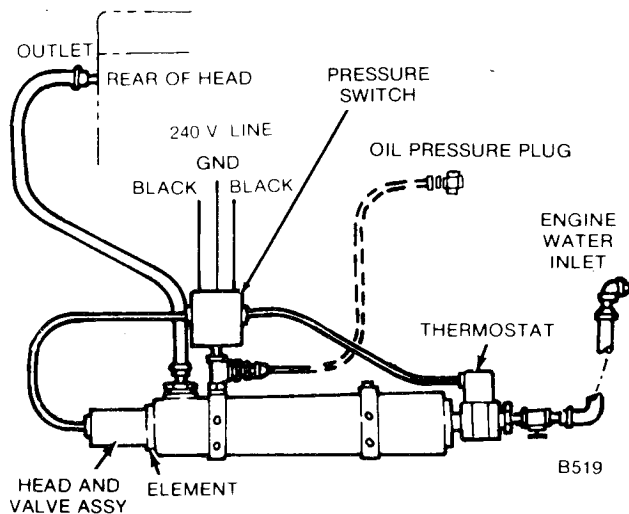 OUTLET
REAR OF HEAD
PRESSURE
SWITCH
240 V LINE
GND
BLACK
BLACK
OIL PRESSURE PLUG
ENGINE
WATER
INLET
THERMOSTAT
B519
HEAD AND
VALVE ASSY
ELEMENT